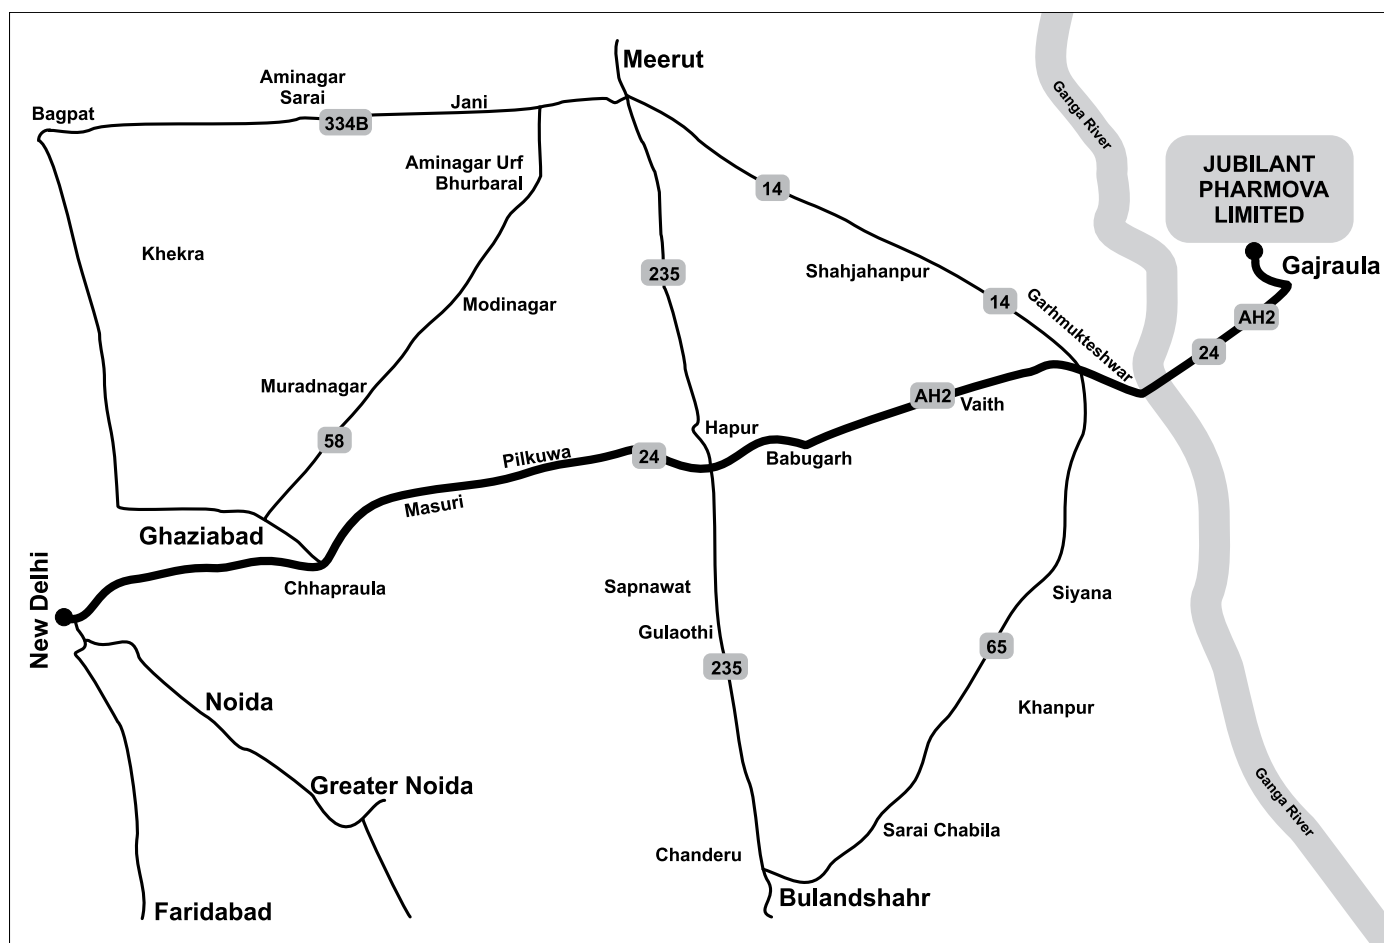 Meerut
Aminagar
Sarai
Jani
Bagpat
334B
Ganga River
Aminagar Urf
Bhurbaral
14
JUBILANT
PHARMOVA
LIMITED
Khekra
235
Shahjahanpur
Gajraula
Modinagar
14
Garhmukteshwar
AH2
24
Muradnagar
AH2
Vaith
58
Hapur
Pilkuwa
24
Babugarh
Masuri
Ghaziabad
Chhapraula
New Delhi
Sapnawat
Siyana
Gulaothi
65
235
Noida
Khanpur
Greater Noida
Ganga River
Sarai Chabila
Chanderu
Bulandshahr
Faridabad